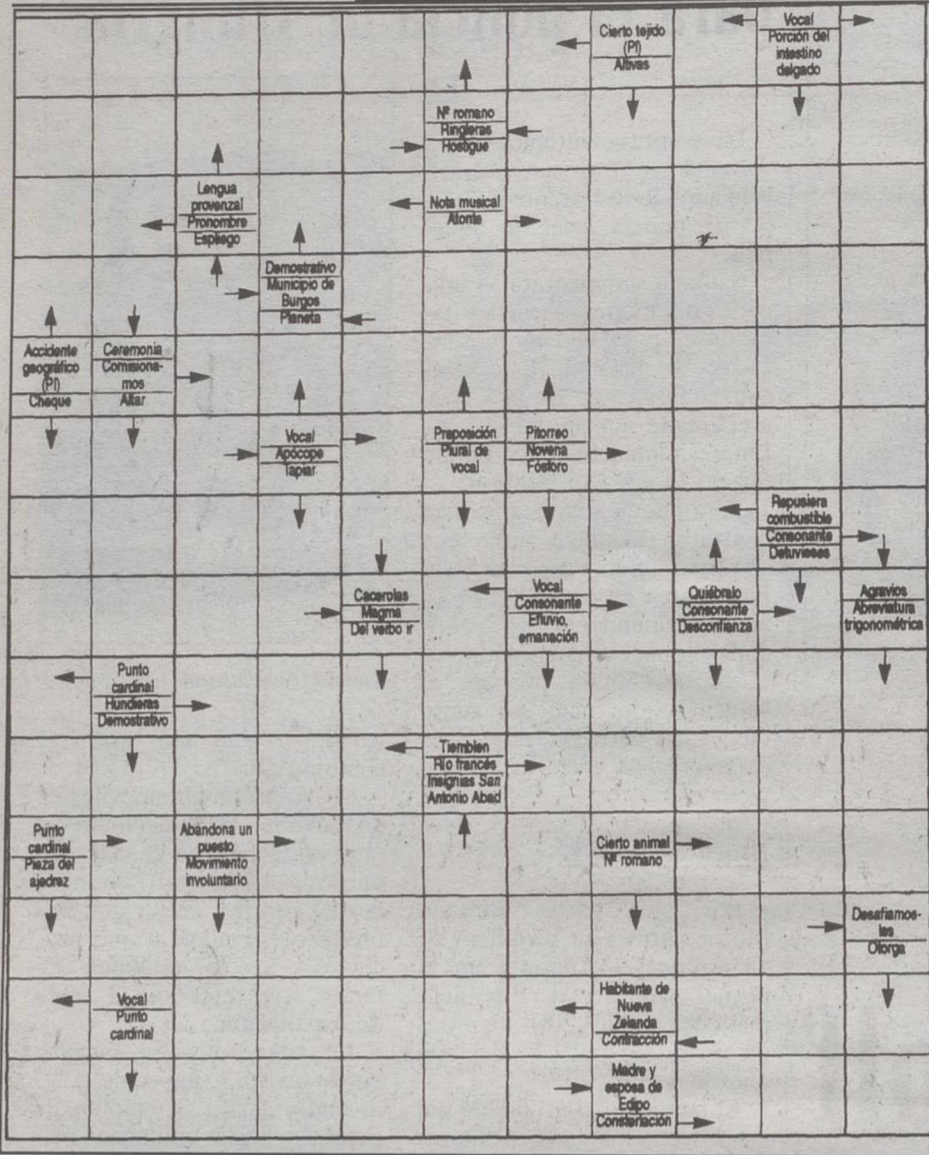 Cierto tejido
(Pl)
Altivas
Vocal
Porción del
intestino
delgado
Nº romano
Ringleras
Hostigue
Lengua
provenzal
Pronombre
Espliego
Nota musical
Atonte
Demostrativo
Municipio de
Burgos
Planeta
Accidente
geográfico
(Pl)
Cheque
Ceremonia
Comisiona-
mos
Altar
Vocal
Apócope
Tapiar
Preposición
Plural de
vocal
Pitorreo
Novena
Fósforo
Repusiera
combustible
Consonante
Detuvieses
Cacerolas
Magma
Del verbo ir
Vocal
Consonante
Efluvio,
emanación
Quiébralo
Consonante
Desconfianza
Agravios
Abreviatura
trigonométrica
Punto
cardinal
Hundieras
Demostrativo
Tiemblen
Río francés
Insignias San
Antonio Abad
Punto
cardinal
Pieza del
ajedrez
Abandona un
puesto
Movimiento
involuntario
Cierto animal
Nº romano
Desafiamos-
les
Otorga
Vocal
Punto
cardinal
Habitante de
Nueva
Zelanda
Contracción
Madre y
esposa de
Edipo
Consterlación